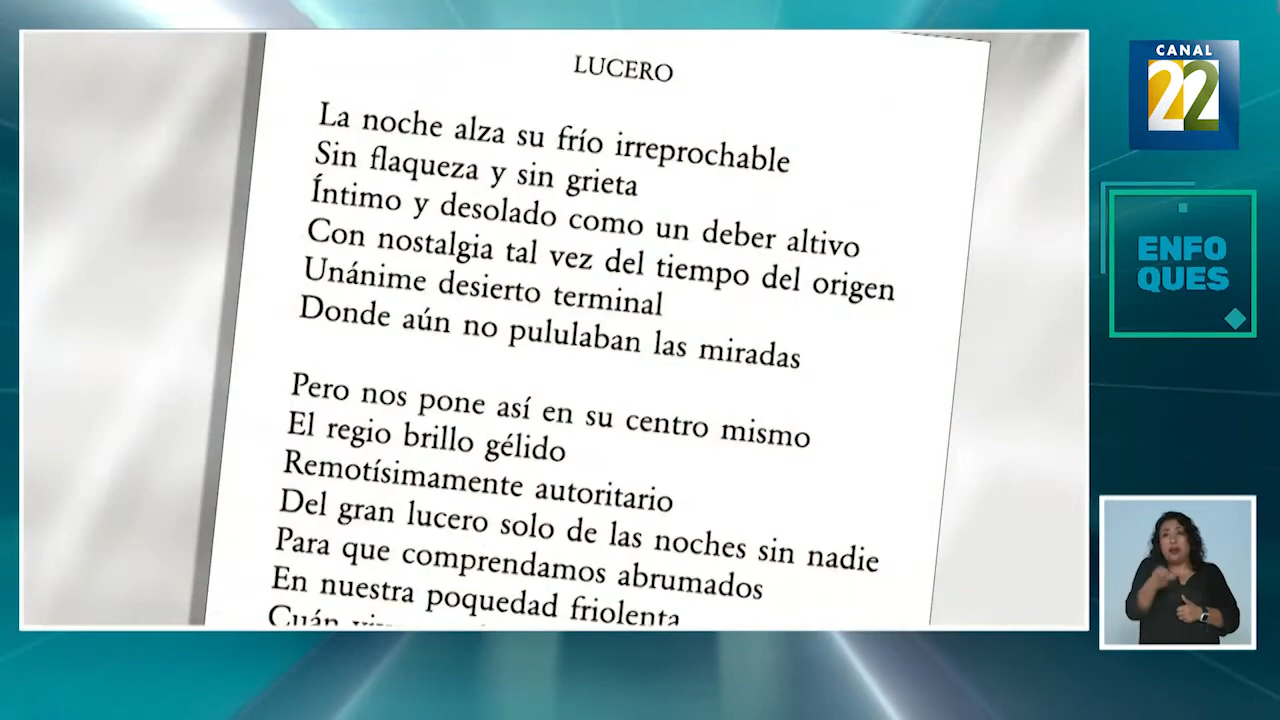 LUCERO
La noche alza su frío irreprochable
Sin flaqueza y sin grieta
Íntimo y desolado como un deber altivo
Con nostalgia tal vez del tiempo del origen
Unánime desierto terminal
Donde aún no pululaban las miradas
Pero nos pone así en su centro mismo
El regio brillo gélido
Remotísimamente autoritario
Del gran lucero solo de las noches sin nadie
Para que comprendamos abrumados
En nuestra poquedad friolenta
Cuán
CANAL
22
ENFO
QUES